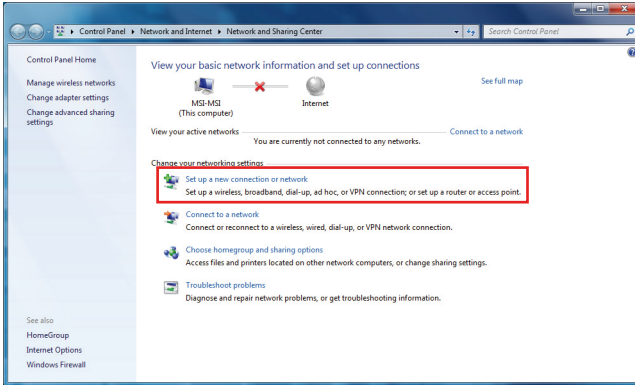 Control Panel ▸ Network and Internet ▸ Network and Sharing Center
Search Control Panel
Control Panel Home
Manage wireless networks
Change adapter settings
Change advanced sharing
settings
See also
HomeGroup
Internet Options
Windows Firewall
View your basic network information and set up connections
See full map
MSI-MSI
(This computer)
Internet
View your active networks
Connect to a network
You are currently not connected to any networks.
Change your networking settings
Set up a new connection or network
Set up a wireless, broadband, dial-up, ad hoc, or VPN connection; or set up a router or access point.
Connect to a network
Connect or reconnect to a wireless, wired, dial-up, or VPN network connection.
Choose homegroup and sharing options
Access files and printers located on other network computers, or change sharing settings.
Troubleshoot problems
Diagnose and repair network problems, or get troubleshooting information.